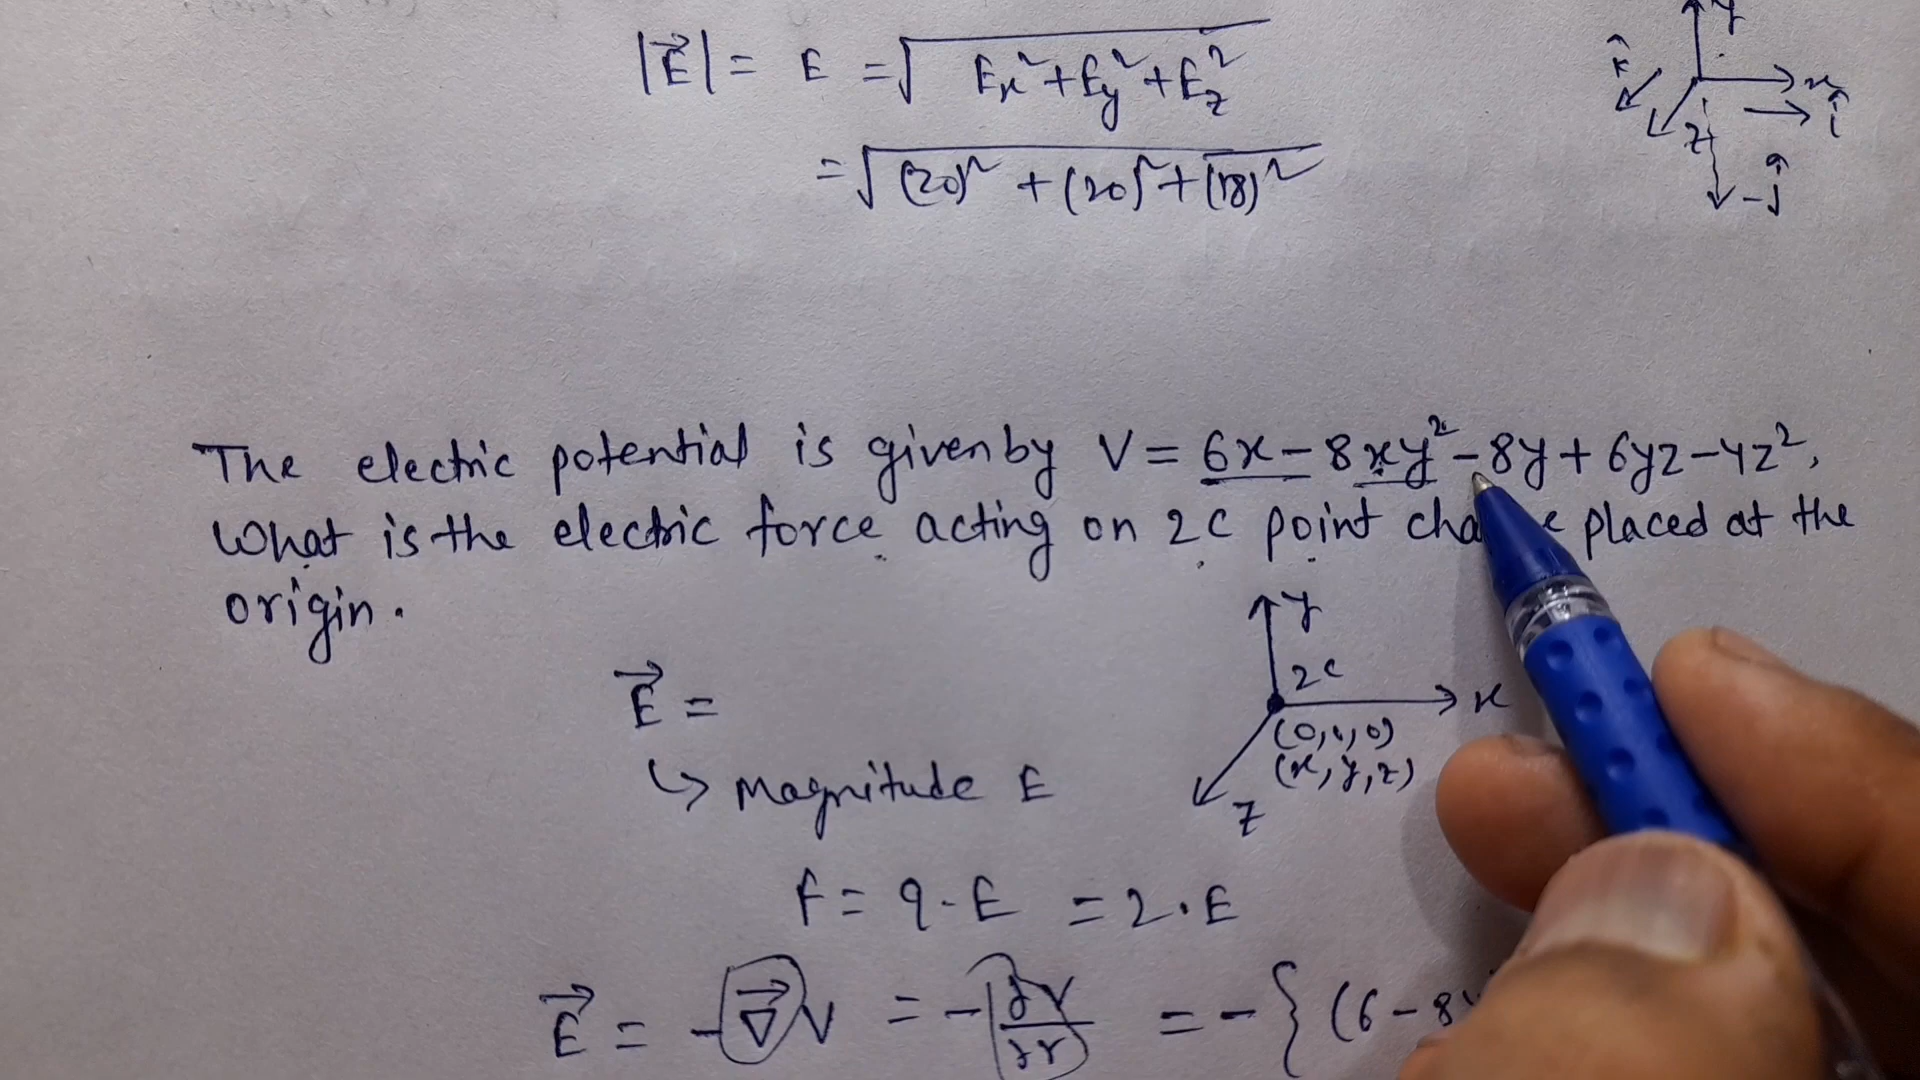 |E⃗| = E = √(Ex² + Ey² + Ez²)
= √((20)² + (20)² + (18)²)
y
x
z
k̂
î
-ĵ
The electric potential is given by V = 6x - 8xy² - 8y + 6yz - 4z²,
What is the electric force acting on 2C point placed at the
origin.
E⃗ =
↳ Magnitude E
y
2C
x
(0,0,0)
(x, y, z)
z
F = q·E = 2·E
E⃗ = -∇⃗V = -∂V/∂r = -{(6-8